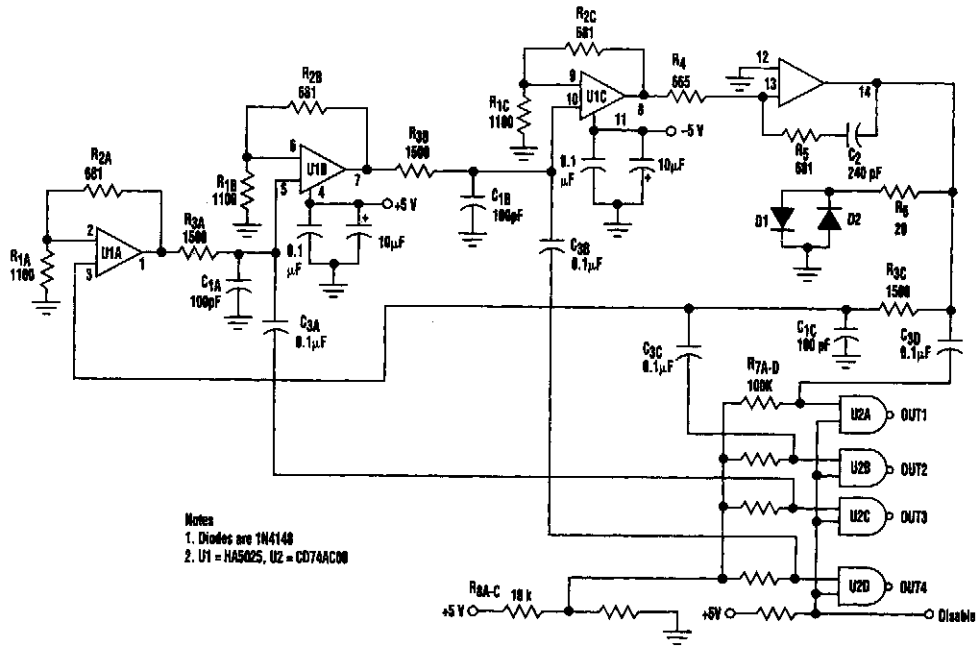 R2C
681
R4
665
12
13
14
9
10
U1C
8
R1C
1100
11
-5 V
0.1
µF
10µF
R5
681
C2
240 pF
R2B
681
6
5
U1B
7
4
R3B
1500
R1B
1100
+5 V
0.1
µF
10µF
C1B
100pF
D1
D2
R6
20
R2A
681
2
3
U1A
1
R3A
1500
R1A
1100
C1A
100pF
C3A
0.1µF
C3B
0.1µF
R3C
1500
C1C
100 pF
C3C
0.1µF
C3D
0.1µF
R7A-D
100K
U2A
OUT1
U2B
OUT2
U2C
OUT3
U2D
OUT4
Notes
1. Diodes are 1N4148
2. U1 = HA5025, U2 = CD74AC00
R8A-C
10 k
+5 V
+5V
Disable